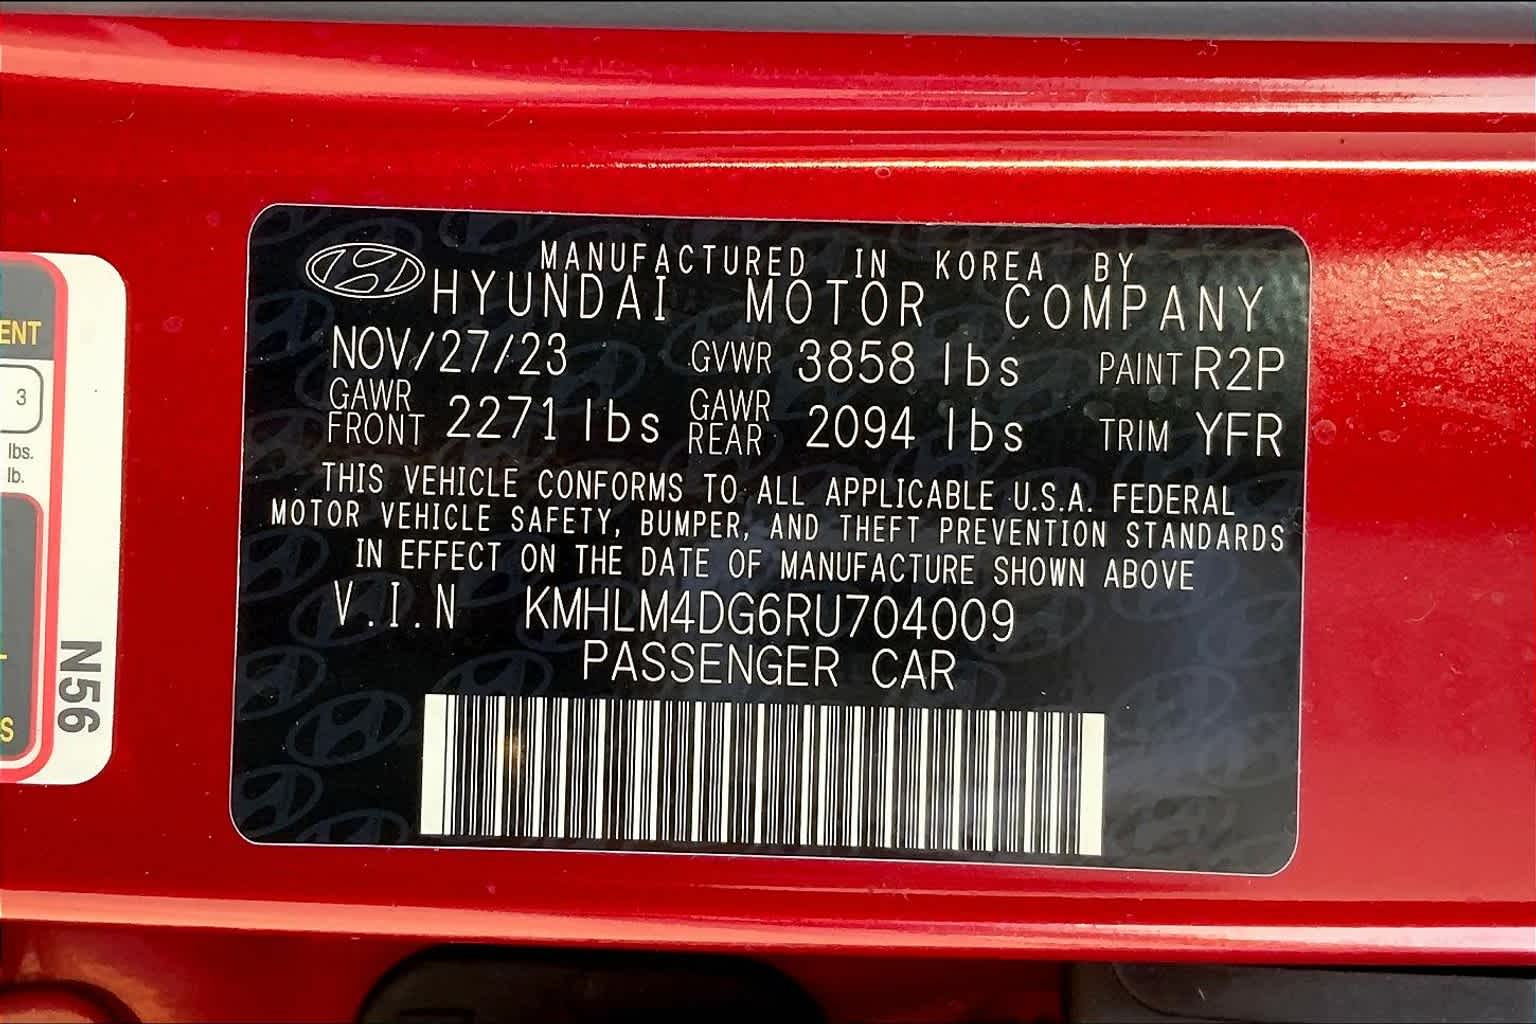 MANUFACTURED IN KOREA BY
HYUNDAI MOTOR COMPANY
NOV/27/23 GVWR 3858 lbs PAINT R2P
GAWR FRONT 2271 lbs GAWR REAR 2094 lbs TRIM YFR
THIS VEHICLE CONFORMS TO ALL APPLICABLE U.S.A. FEDERAL
MOTOR VEHICLE SAFETY, BUMPER, AND THEFT PREVENTION STANDARDS
IN EFFECT ON THE DATE OF MANUFACTURE SHOWN ABOVE
V.I.N KMHLM4DG6RU704009
PASSENGER CAR
ENT
3
lbs.
lb.
S
N56